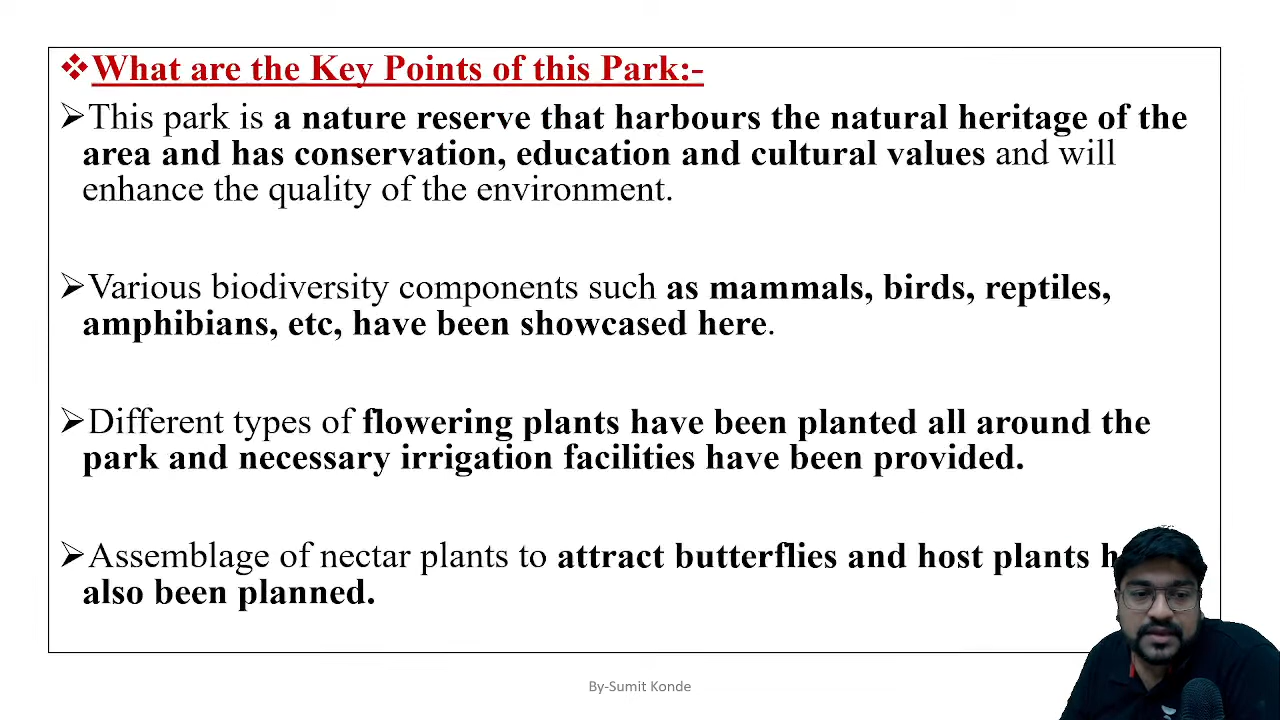 ❖What are the Key Points of this Park:-
➢This park is a nature reserve that harbours the natural heritage of the
area and has conservation, education and cultural values and will
enhance the quality of the environment.
➢Various biodiversity components such as mammals, birds, reptiles,
amphibians, etc, have been showcased here.
➢Different types of flowering plants have been planted all around the
park and necessary irrigation facilities have been provided.
➢Assemblage of nectar plants to attract butterflies and host plants
also been planned.
By-Sumit Konde